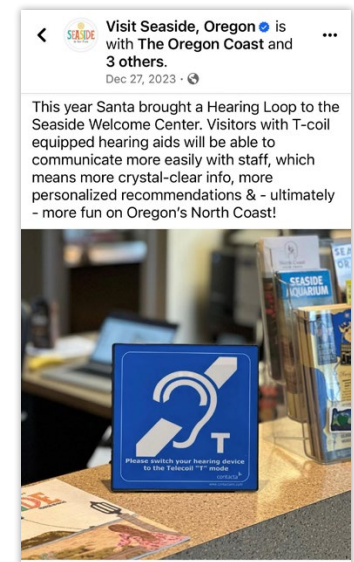 SEASIDE
Visit Seaside, Oregon is
with The Oregon Coast and
3 others.
Dec 27, 2023 ·
This year Santa brought a Hearing Loop to the
Seaside Welcome Center. Visitors with T-coil
equipped hearing aids will be able to
communicate more easily with staff, which
means more crystal-clear info, more
personalized recommendations & - ultimately
- more fun on Oregon's North Coast!
SEASIDE
AQUARIUM
T
Please switch your hearing device
to the Telecoil "T" mode
contacta